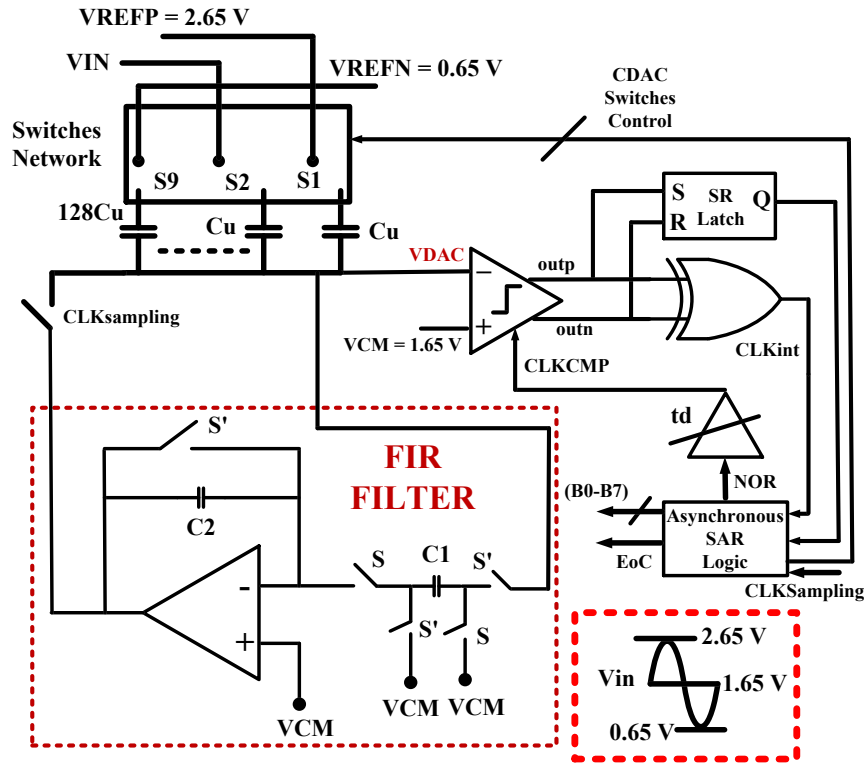 VREFP = 2.65 V
VIN
VREFN = 0.65 V
CDAC
Switches
Control
Switches
Network
S9
S2
S1
128Cu
Cu
Cu
S
R
SR
Latch
Q
VDAC
outp
outn
CLKsampling
VCM = 1.65 V
CLKCMP
CLKint
td
NOR
S'
FIR
FILTER
C2
S
C1
S'
S'
S
VCM
VCM
VCM
(B0-B7)
EoC
Asynchronous
SAR
Logic
CLKSampling
2.65 V
Vin
1.65 V
0.65 V